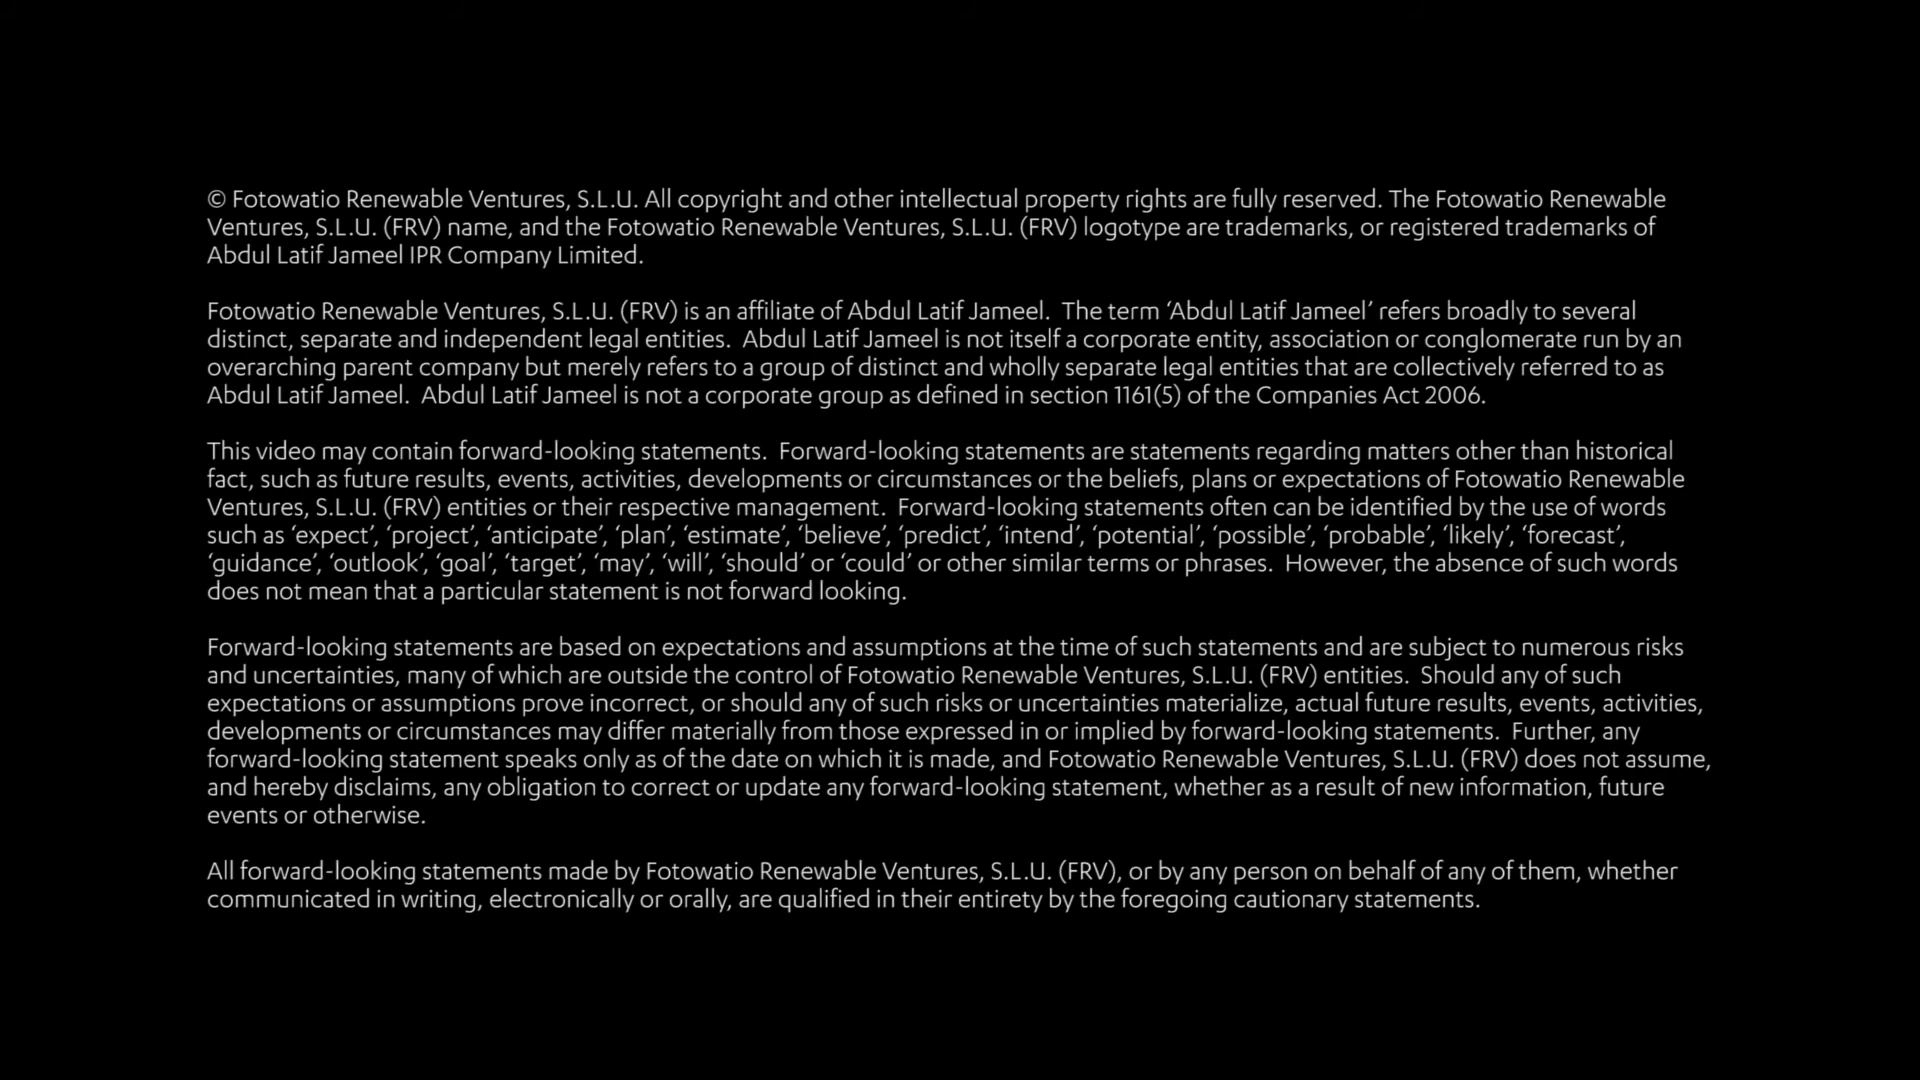 © Fotowatio Renewable Ventures, S.L.U. All copyright and other intellectual property rights are fully reserved. The Fotowatio Renewable
Ventures, S.L.U. (FRV) name, and the Fotowatio Renewable Ventures, S.L.U. (FRV) logotype are trademarks, or registered trademarks of
Abdul Latif Jameel IPR Company Limited.
Fotowatio Renewable Ventures, S.L.U. (FRV) is an affiliate of Abdul Latif Jameel.  The term ‘Abdul Latif Jameel’ refers broadly to several
distinct, separate and independent legal entities.  Abdul Latif Jameel is not itself a corporate entity, association or conglomerate run by an
overarching parent company but merely refers to a group of distinct and wholly separate legal entities that are collectively referred to as
Abdul Latif Jameel.  Abdul Latif Jameel is not a corporate group as defined in section 1161(5) of the Companies Act 2006.
This video may contain forward-looking statements.  Forward-looking statements are statements regarding matters other than historical
fact, such as future results, events, activities, developments or circumstances or the beliefs, plans or expectations of Fotowatio Renewable
Ventures, S.L.U. (FRV) entities or their respective management.  Forward-looking statements often can be identified by the use of words
such as ‘expect’, ‘project’, ‘anticipate’, ‘plan’, ‘estimate’, ‘believe’, ‘predict’, ‘intend’, ‘potential’, ‘possible’, ‘probable’, ‘likely’, ‘forecast’,
‘guidance’, ‘outlook’, ‘goal’, ‘target’, ‘may’, ‘will’, ‘should’ or ‘could’ or other similar terms or phrases.  However, the absence of such words
does not mean that a particular statement is not forward looking.
Forward-looking statements are based on expectations and assumptions at the time of such statements and are subject to numerous risks
and uncertainties, many of which are outside the control of Fotowatio Renewable Ventures, S.L.U. (FRV) entities.  Should any of such
expectations or assumptions prove incorrect, or should any of such risks or uncertainties materialize, actual future results, events, activities,
developments or circumstances may differ materially from those expressed in or implied by forward-looking statements.  Further, any
forward-looking statement speaks only as of the date on which it is made, and Fotowatio Renewable Ventures, S.L.U. (FRV) does not assume,
and hereby disclaims, any obligation to correct or update any forward-looking statement, whether as a result of new information, future
events or otherwise.
All forward-looking statements made by Fotowatio Renewable Ventures, S.L.U. (FRV), or by any person on behalf of any of them, whether
communicated in writing, electronically or orally, are qualified in their entirety by the foregoing cautionary statements.